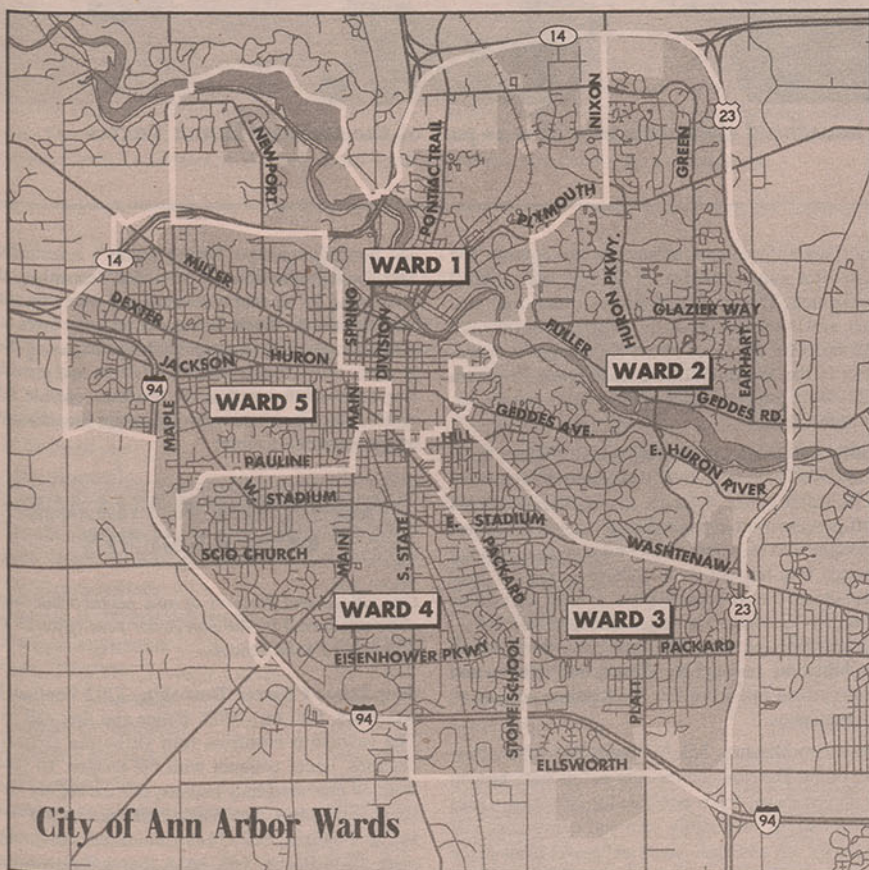 14
NIXON
23
GREEN
NEWPORT
PONTIAC TRAIL
PLYMOUTH
WARD 1
14
MILLER
HURON PKWY.
DEXTER
SPRING
DIVISION
GLAZIER WAY
FULLER
EARHART
JACKSON
HURON
WARD 2
94
MAPLE
WARD 5
MAIN
GEDDES AVE.
GEDDES RD.
HILL
E. HURON RIVER
PAULINE
W. STADIUM
E. STADIUM
SCIO CHURCH
MAIN
S. STATE
PACKARD
WASHTENAW
23
WARD 4
WARD 3
PACKARD
EISENHOWER PKWY
STONE SCHOOL
PLATT
94
ELLSWORTH
94
City of Ann Arbor Wards